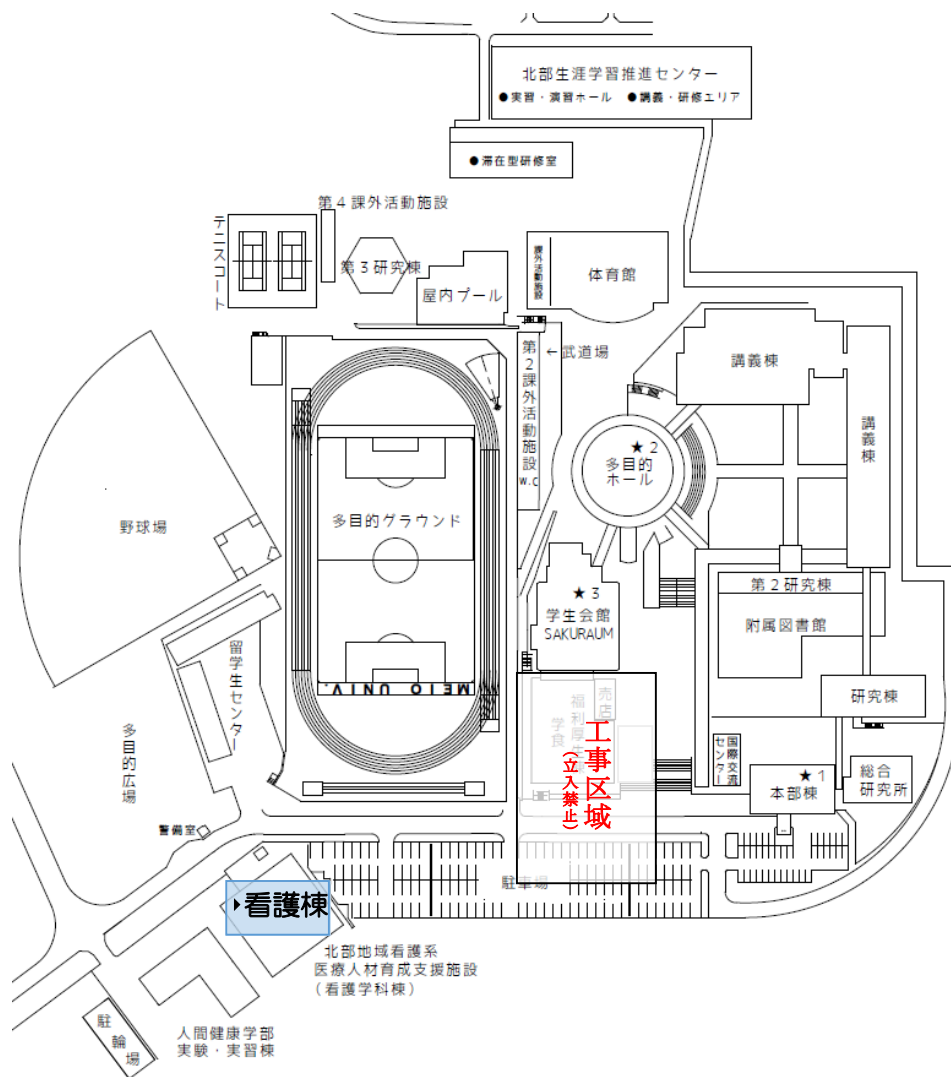 北部生涯学習推進センター
●実習・演習ホール ●講義・研修エリア
●滞在型研修室
第4課外活動施設
テニスコート
第3研究棟
屋内プール
課外活動施設
体育館
←武道場
第2課外活動施設
W.C
講義棟
講義棟
★2
多目的
ホール
野球場
多目的グラウンド
MEIO UNIV.
★3
学生会館
SAKURAUM
第2研究棟
附属図書館
研究棟
留学生センター
多目的広場
売店
福利厚生棟
学食
工事区域
(立入禁止)
国際交流
センター
★1
本部棟
総合
研究所
警備室
駐車場
看護棟
北部地域看護系
医療人材育成支援施設
(看護学科棟)
人間健康学部
実験・実習棟
駐輪場